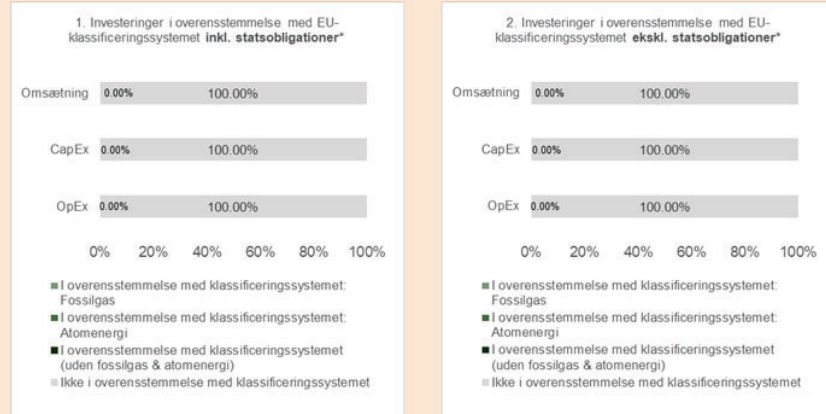 1. Investeringer i overensstemmelse med EU-
klassificeringssystemet inkl. statsobligationer*
Omsætning 0.00% 100.00%
CapEx 0.00% 100.00%
OpEx 0.00% 100.00%
0% 20% 40% 60% 80% 100%
I overensstemmelse med klassificeringssystemet:
Fossilgas
I overensstemmelse med klassificeringssystemet:
Atomenergi
I overensstemmelse med klassificeringssystemet
(uden fossilgas & atomenergi)
Ikke i overensstemmelse med klassificeringssystemet
2. Investeringer i overensstemmelse med EU-
klassificeringssystemet ekskl. statsobligationer*
Omsætning 0.00% 100.00%
CapEx 0.00% 100.00%
OpEx 0.00% 100.00%
0% 20% 40% 60% 80% 100%
I overensstemmelse med klassificeringssystemet:
Fossilgas
I overensstemmelse med klassificeringssystemet:
Atomenergi
I overensstemmelse med klassificeringssystemet
(uden fossilgas & atomenergi)
Ikke i overensstemmelse med klassificeringssystemet